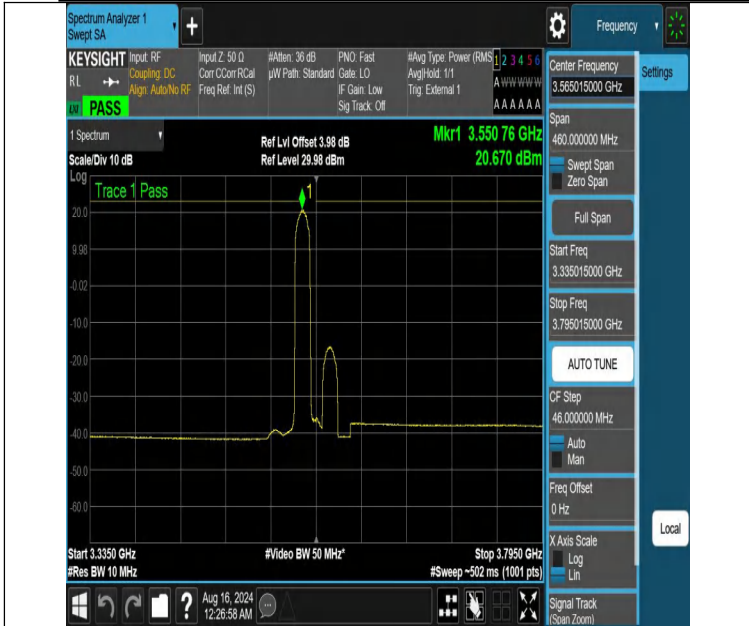 Spectrum Analyzer 1
Swept SA
Frequency
KEYSIGHT
RL
LXI
PASS
Input: RF
Coupling: DC
Align: Auto/No RF
Input Z: 50 Ω
Corr CCorr RCal
Freq Ref: Int (S)
#Atten: 36 dB
µW Path: Standard
PNO: Fast
Gate: LO
IF Gain: Low
Sig Track: Off
#Avg Type: Power (RMS
Avg|Hold: 1/1
Trig: External 1
1 2 3 4 5 6
A W W W W W
A A A A A A
1 Spectrum
Scale/Div 10 dB
Ref Lvl Offset 3.98 dB
Ref Level 29.98 dBm
Mkr1 3.550 76 GHz
20.670 dBm
Log
Trace 1 Pass
1
20.0
9.98
-0.02
-10.0
-20.0
-30.0
-40.0
-50.0
-60.0
Start 3.3350 GHz
#Res BW 10 MHz
#Video BW 50 MHz*
Stop 3.7950 GHz
#Sweep ~502 ms (1001 pts)
Aug 16, 2024
12:26:58 AM
?
Center Frequency
3.565015000 GHz
Settings
Span
460.000000 MHz
Swept Span
Zero Span
Full Span
Start Freq
3.335015000 GHz
Stop Freq
3.795015000 GHz
AUTO TUNE
CF Step
46.000000 MHz
Auto
Man
Freq Offset
0 Hz
X Axis Scale
Log
Lin
Local
Signal Track
(Span Zoom)